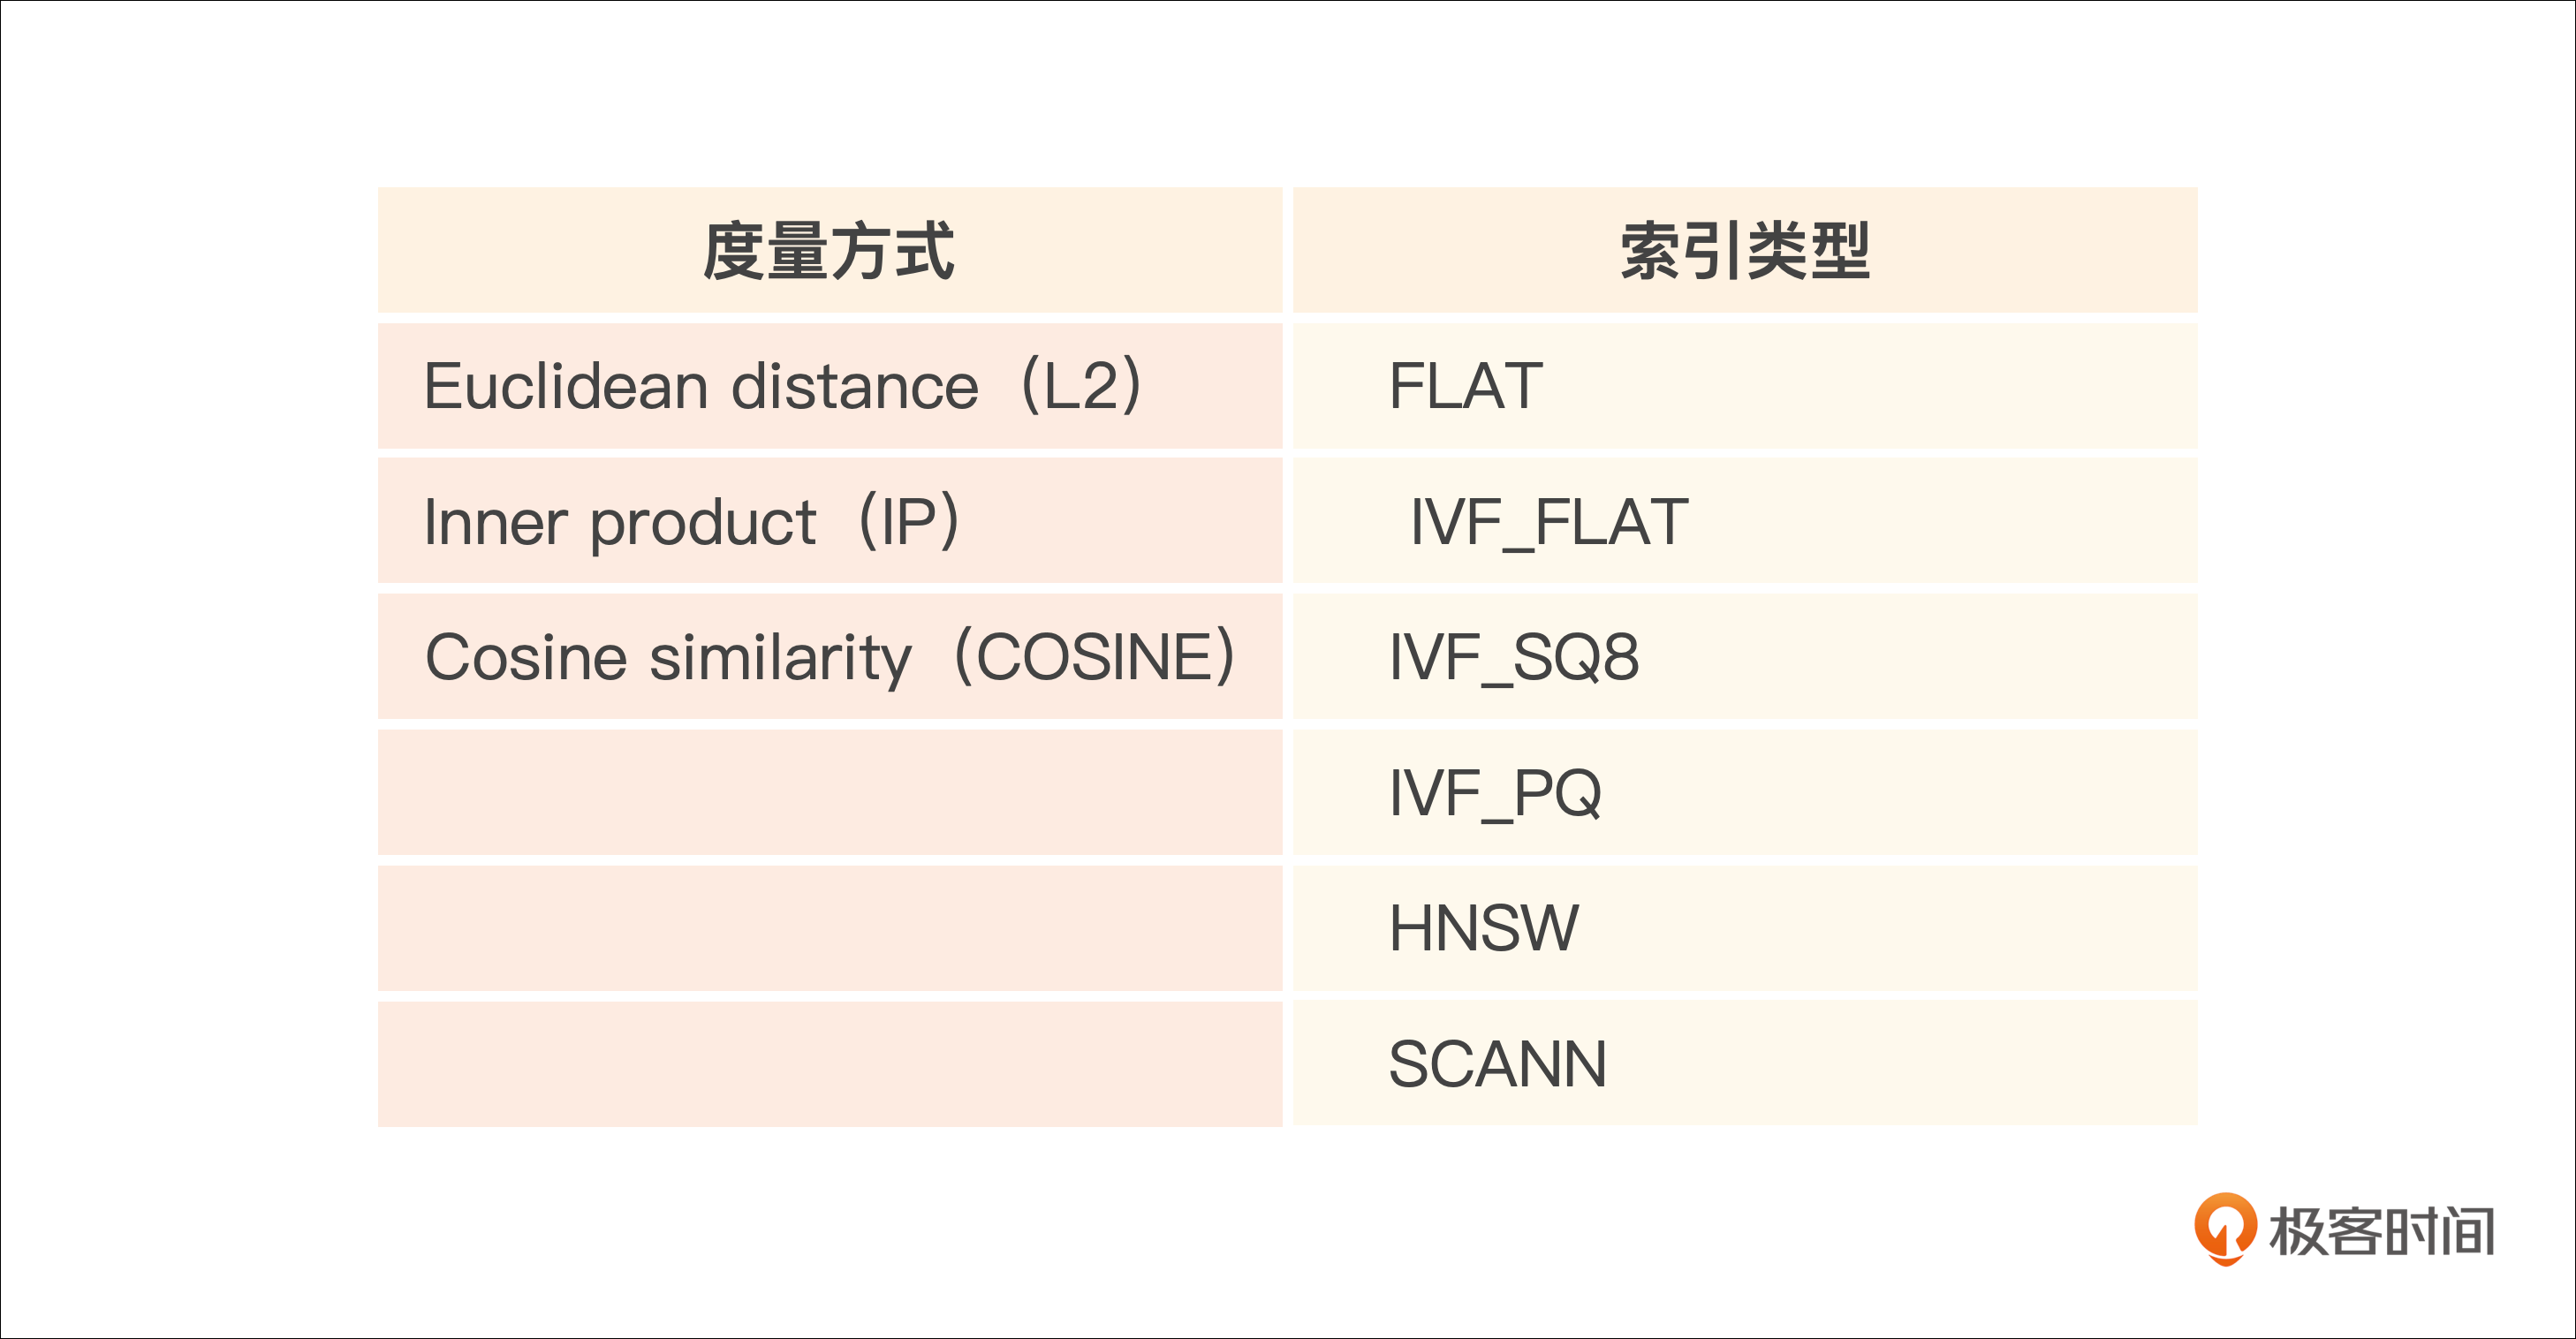 度量方式 索引类型
Euclidean distance（L2） FLAT
Inner product（IP） IVF_FLAT
Cosine similarity（COSINE） IVF_SQ8
IVF_PQ
HNSW
SCANN
极客时间